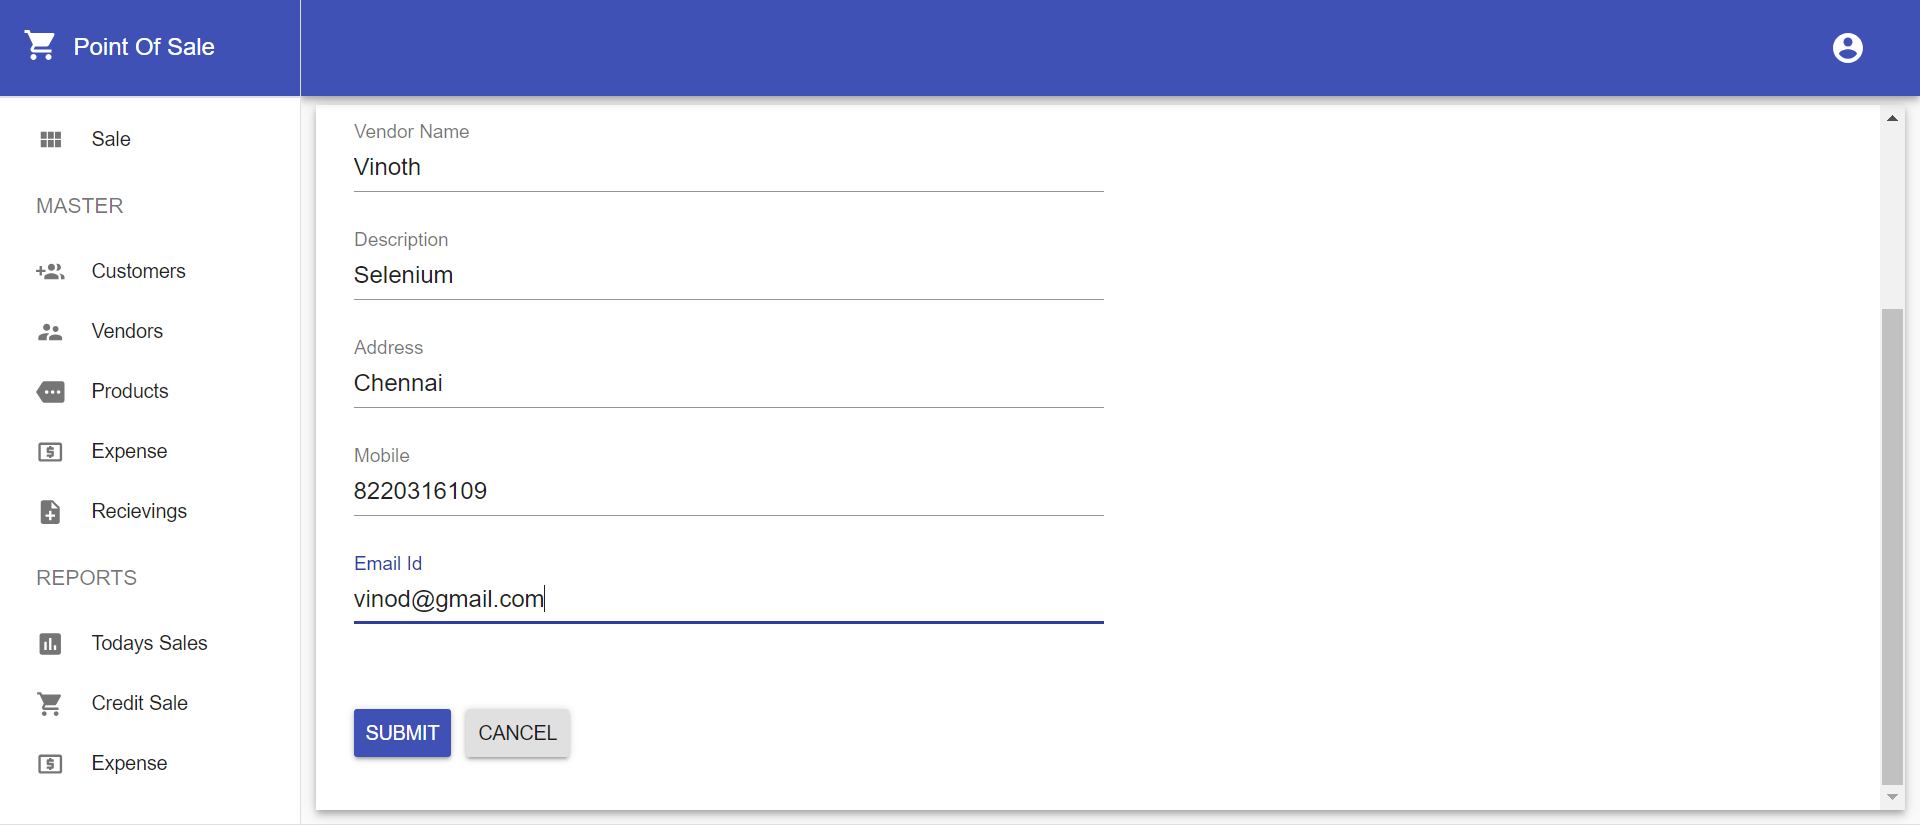 Point Of Sale
Sale
MASTER
Customers
Vendors
Products
Expense
Recievings
REPORTS
Todays Sales
Credit Sale
Expense
Vendor Name
Vinoth
Description
Selenium
Address
Chennai
Mobile
8220316109
Email Id
vinod@gmail.com
SUBMIT CANCEL